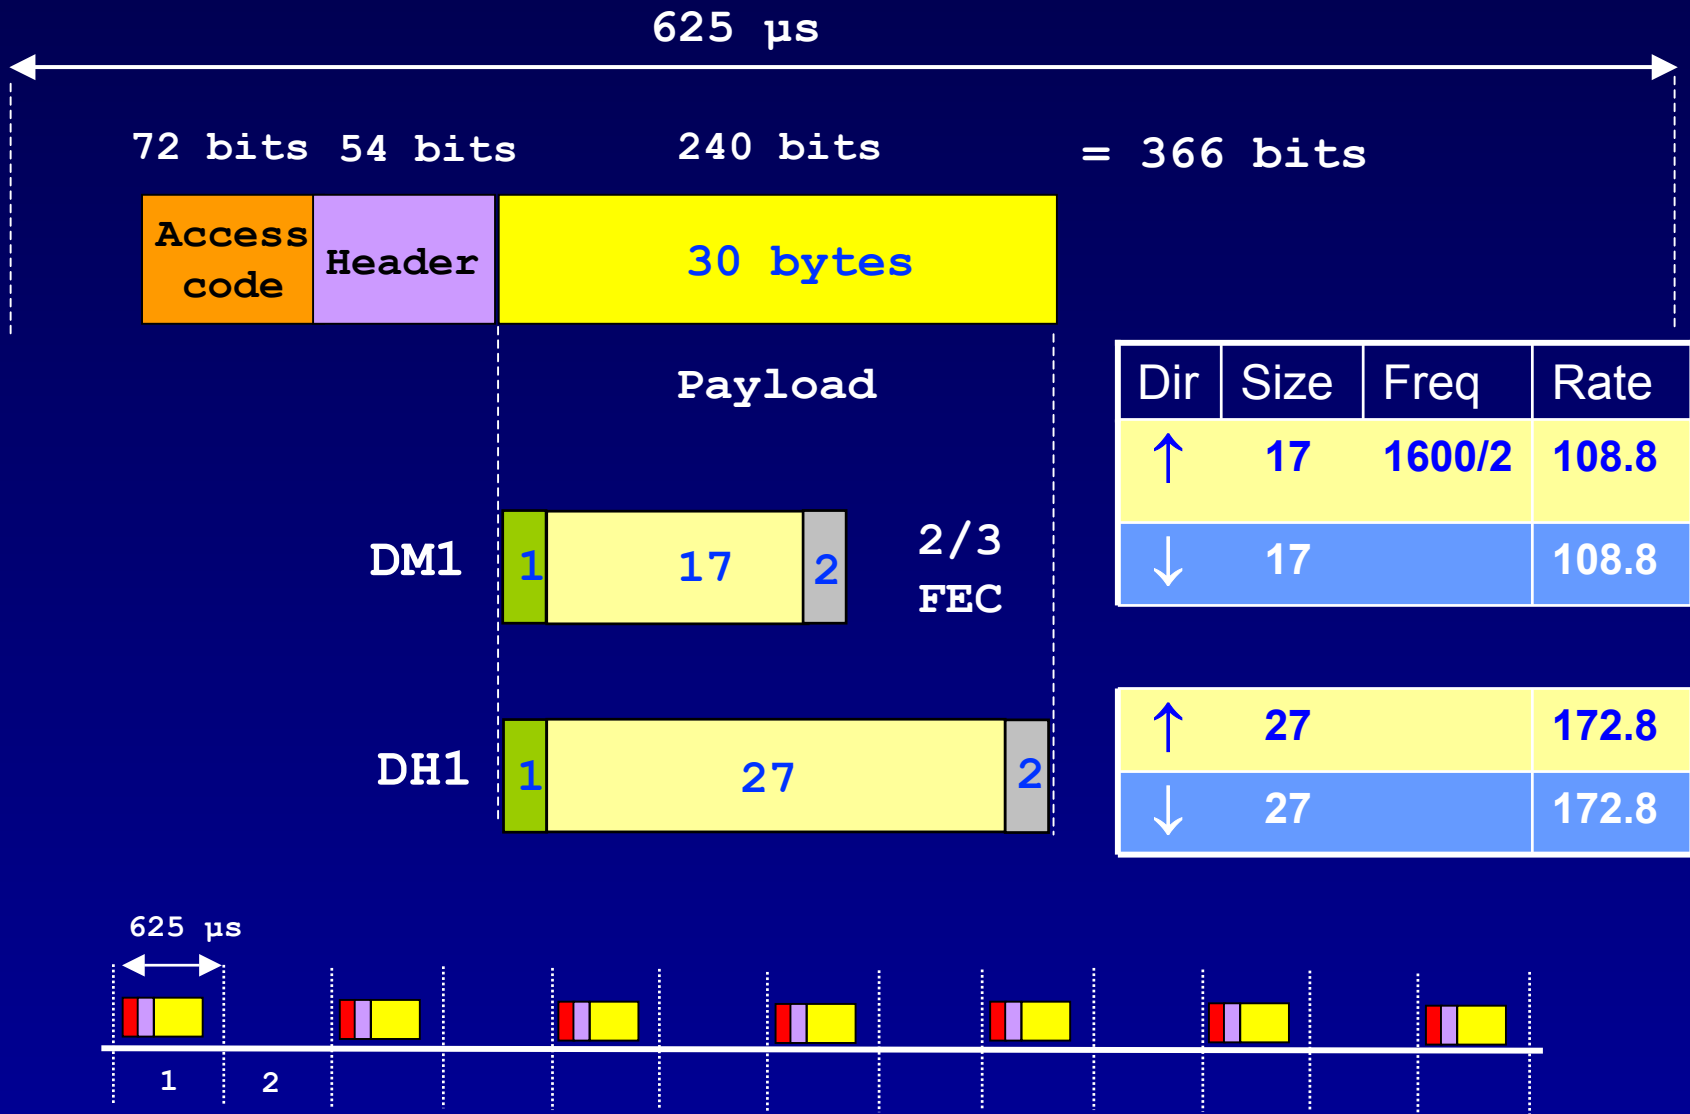 625 µs
72 bits 54 bits 240 bits = 366 bits
Access
code
Header
30 bytes
Payload
Dir Size Freq Rate
↑ 17 1600/2 108.8
↓ 17 108.8
DM1 1 17 2 2/3
FEC
↑ 27 172.8
↓ 27 172.8
DH1 1 27 2
625 µs
1 2